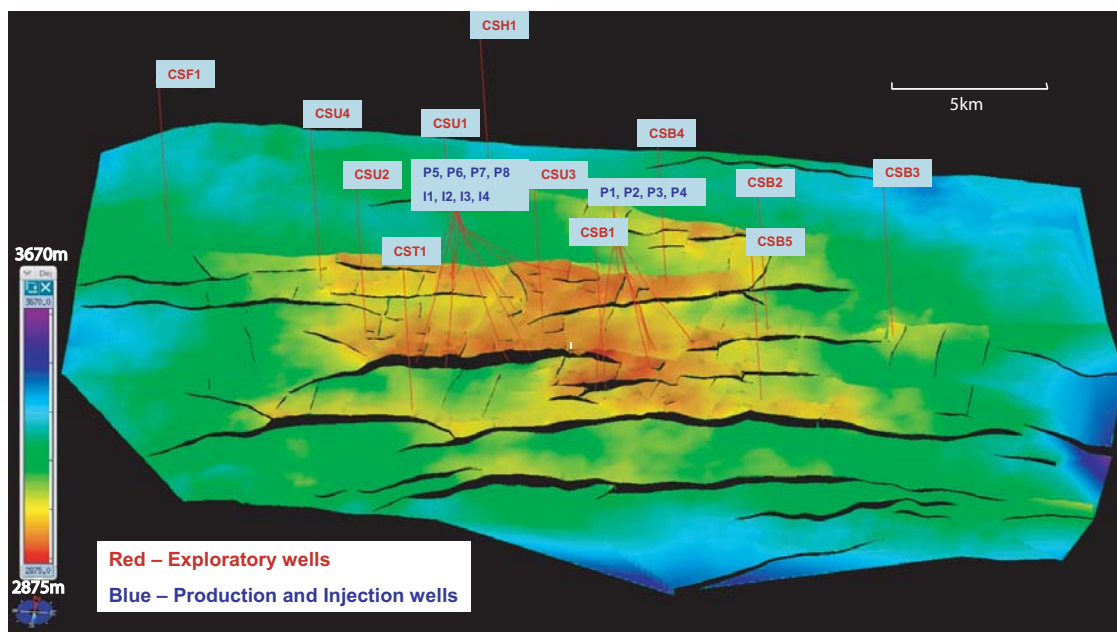 CSH1
CSF1
5km
CSU4
CSU1
CSB4
CSU2
P5, P6, P7, P8
I1, I2, I3, I4
CSU3
P1, P2, P3, P4
CSB2
CSB3
CSB1
CSB5
CST1
3670m
3670.0
2875.0
2875m
Red – Exploratory wells
Blue – Production and Injection wells